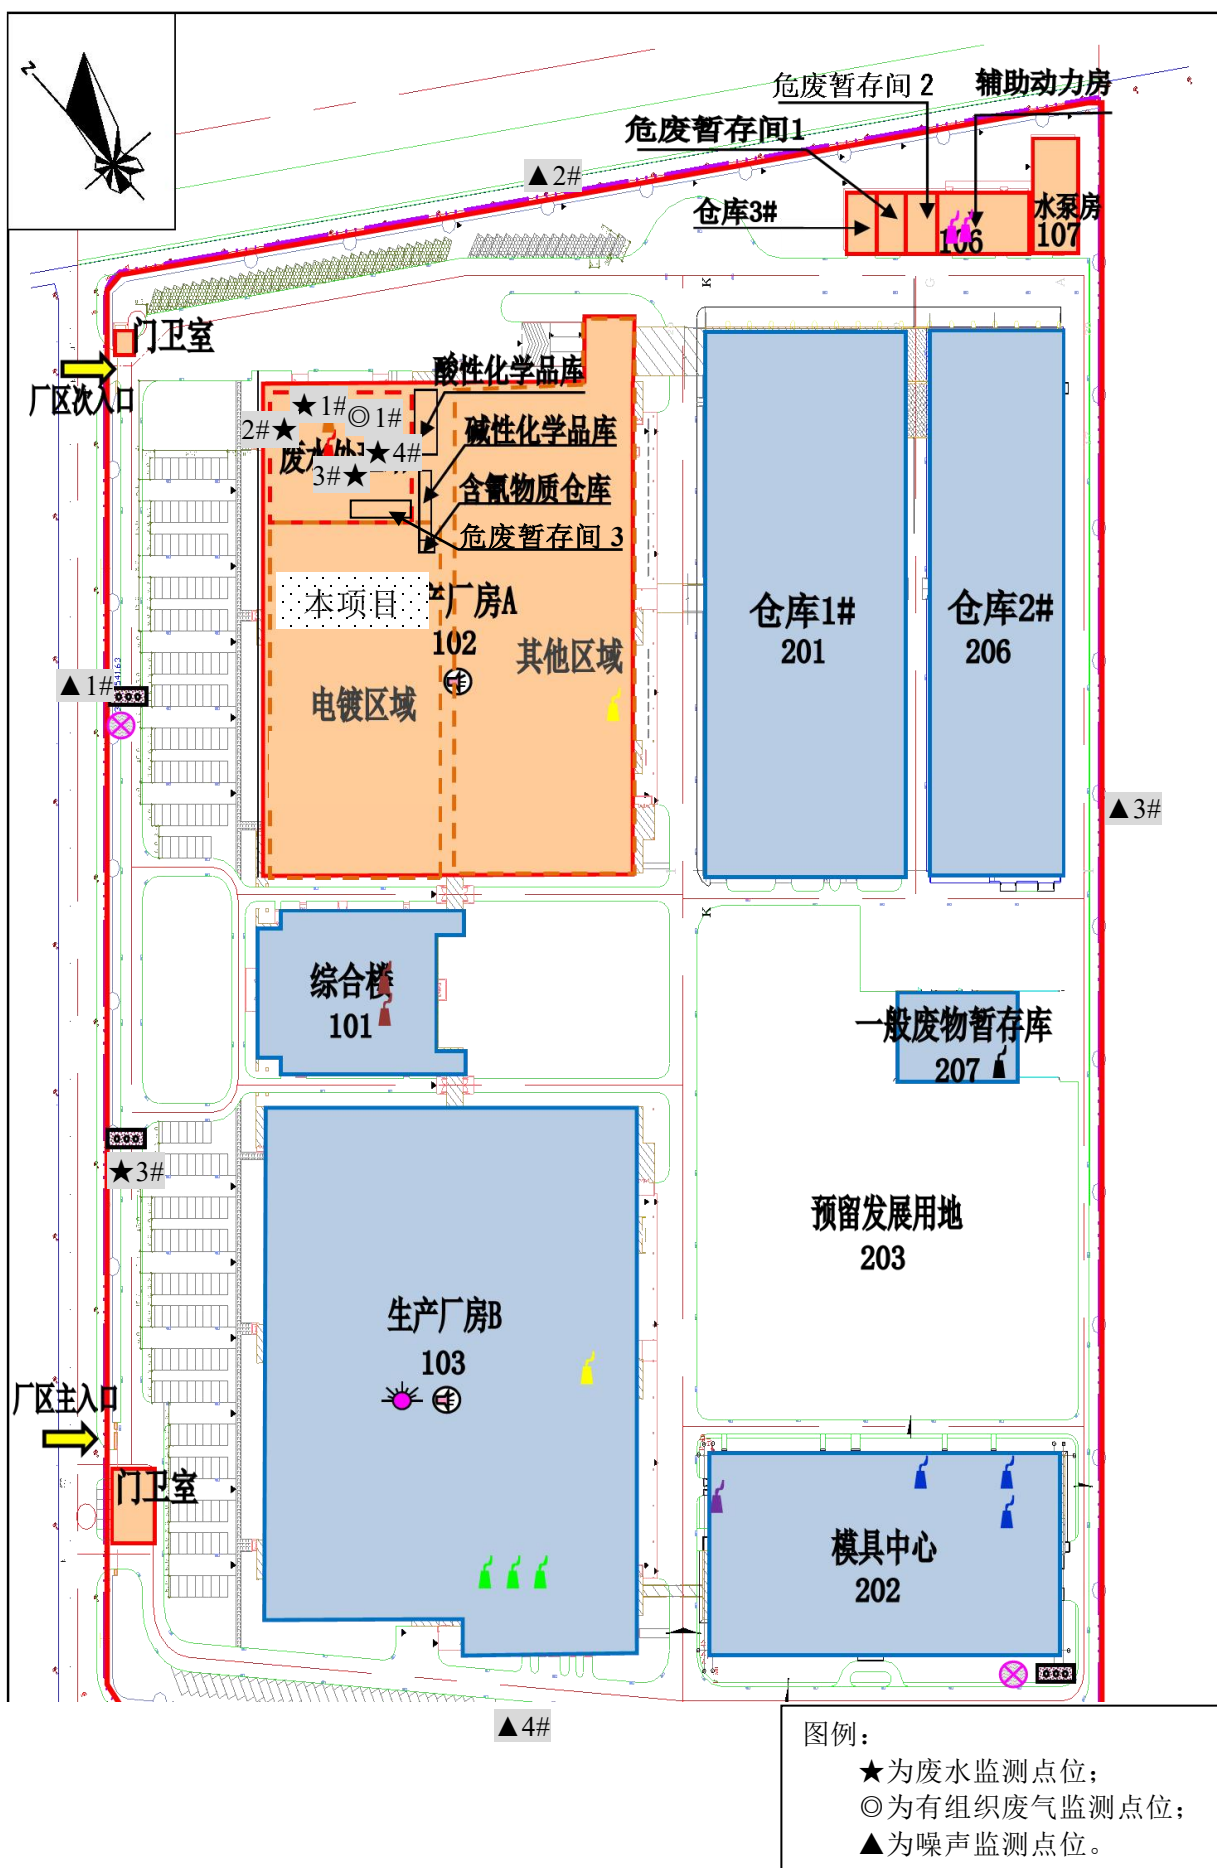 Z
危废暂存间 2
辅助动力房
危废暂存间1
▲2#
仓库3#
水泵房
106
107
K
G
A
门卫室
厂区次入口
酸性化学品库
★1#
◎1#
2#★
碱性化学品库
★4#
废水处
3#★
含氰物质仓库
危废暂存间 3
本项目
产厂房A
102
其他区域
电镀区域
仓库1#
201
仓库2#
206
▲1#
▲3#
K
综合楼
101
一般废物暂存库
207
★3#
预留发展用地
203
生产厂房B
103
厂区主入口
门卫室
模具中心
202
▲4#
图例：
★为废水监测点位；
◎为有组织废气监测点位；
▲为噪声监测点位。